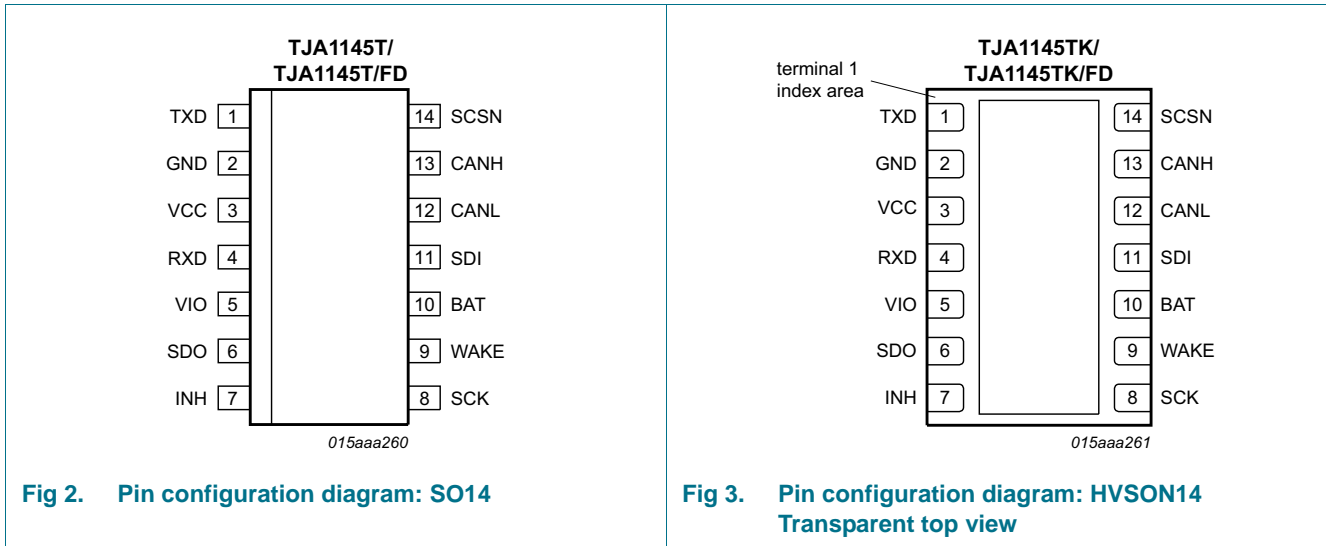 TJA1145T/
TJA1145T/FD
TXD 1
GND 2
VCC 3
RXD 4
VIO 5
SDO 6
INH 7
14 SCSN
13 CANH
12 CANL
11 SDI
10 BAT
9 WAKE
8 SCK
015aaa260
Fig 2. Pin configuration diagram: SO14
TJA1145TK/
TJA1145TK/FD
terminal 1
index area
TXD 1
GND 2
VCC 3
RXD 4
VIO 5
SDO 6
INH 7
14 SCSN
13 CANH
12 CANL
11 SDI
10 BAT
9 WAKE
8 SCK
015aaa261
Fig 3. Pin configuration diagram: HVSON14
Transparent top view